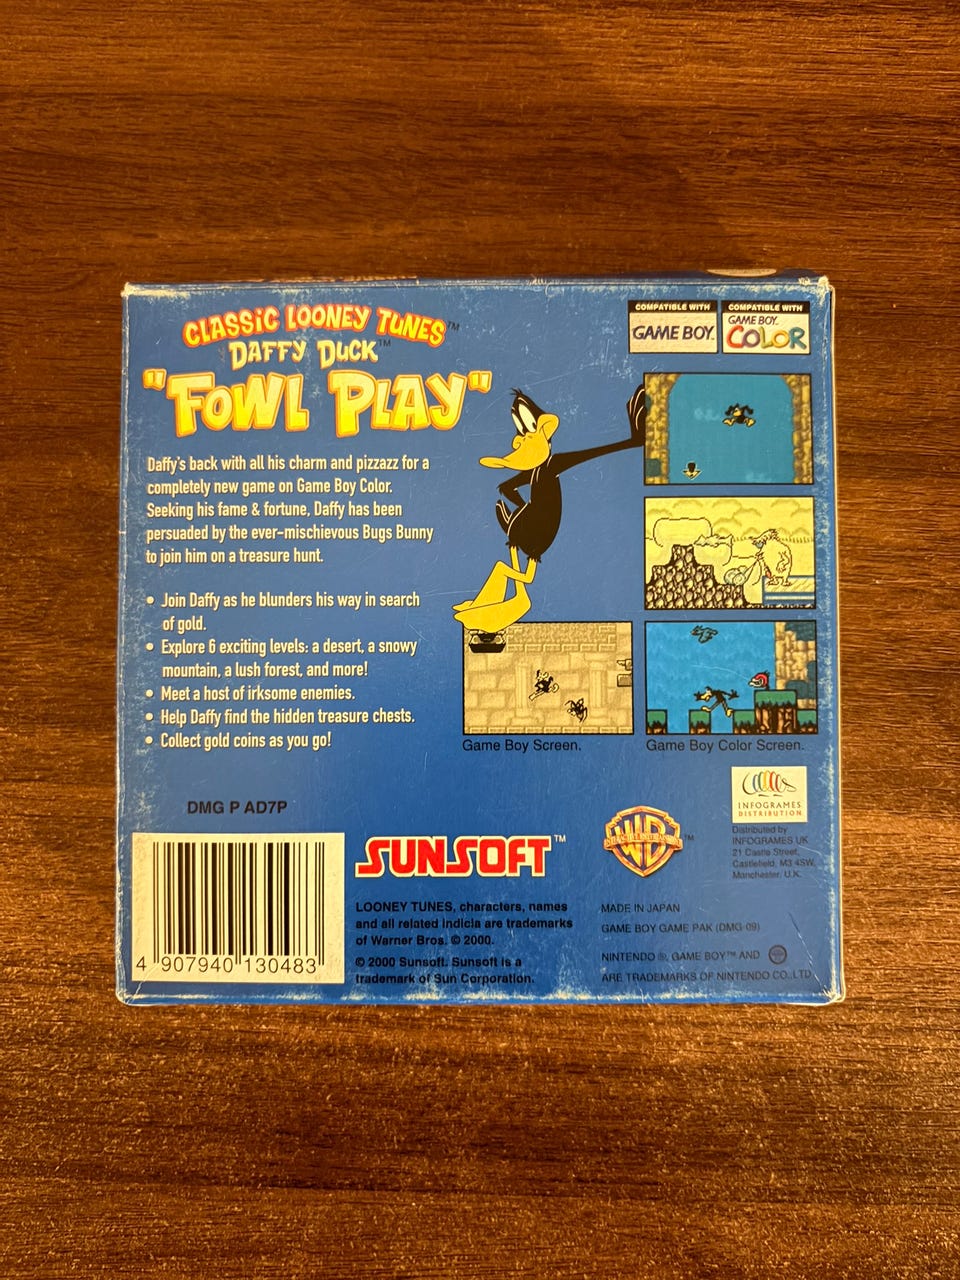 CLASSIC LOONEY TUNES™
DAFFY DUCK™
"FOWL PLAY"
COMPATIBLE WITH
GAME BOY
COMPATIBLE WITH
GAME BOY
COLOR
Daffy's back with all his charm and pizzazz for a
completely new game on Game Boy Color.
Seeking his fame & fortune, Daffy has been
persuaded by the ever-mischievous Bugs Bunny
to join him on a treasure hunt.
• Join Daffy as he blunders his way in search
of gold.
• Explore 6 exciting levels: a desert, a snowy
mountain, a lush forest, and more!
• Meet a host of irksome enemies.
• Help Daffy find the hidden treasure chests.
• Collect gold coins as you go!
Game Boy Screen.
Game Boy Color Screen.
DMG P AD7P
4 907940 130483
SUNSOFT™
LOONEY TUNES, characters, names
and all related indicia are trademarks
of Warner Bros. © 2000.
© 2000 Sunsoft. Sunsoft is a
trademark of Sun Corporation.
WB™
INFOGRAMES
DISTRIBUTION
Distributed by
INFOGRAMES UK
21 Castle Street,
Castlefield, M3 4SW,
Manchester. U.K.
MADE IN JAPAN
GAME BOY GAME PAK (DMG-09)
NINTENDO ®, GAME BOY™ AND
ARE TRADEMARKS OF NINTENDO CO.,LTD